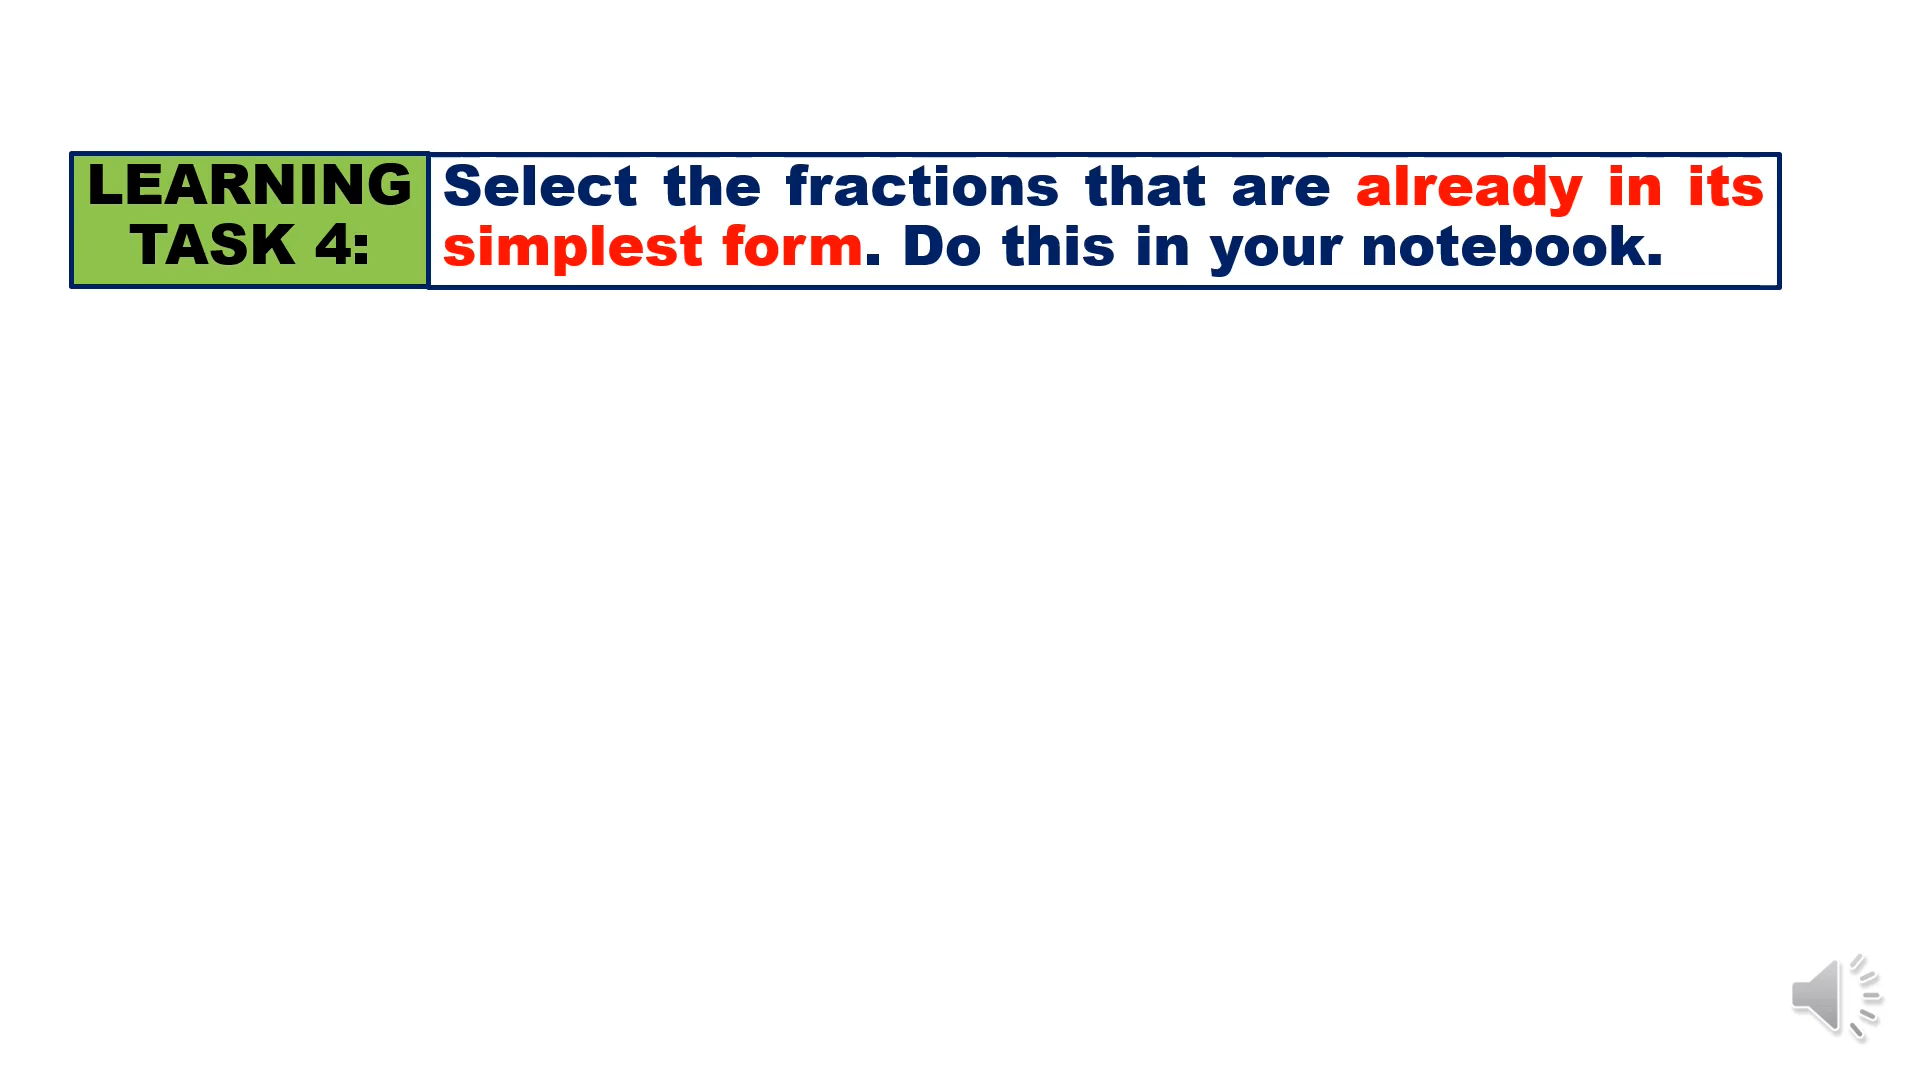 LEARNING
TASK 4:
Select the fractions that are already in its
simplest form. Do this in your notebook.